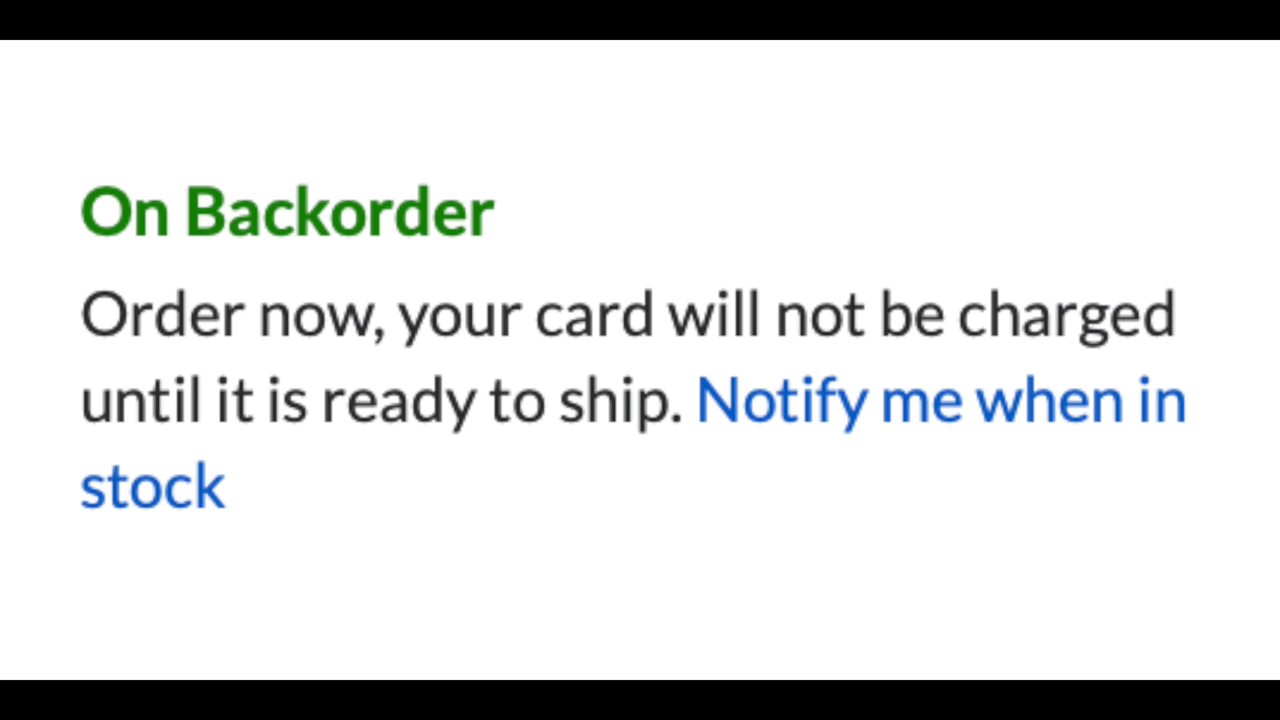 On Backorder
Order now, your card will not be charged
until it is ready to ship. Notify me when in
stock